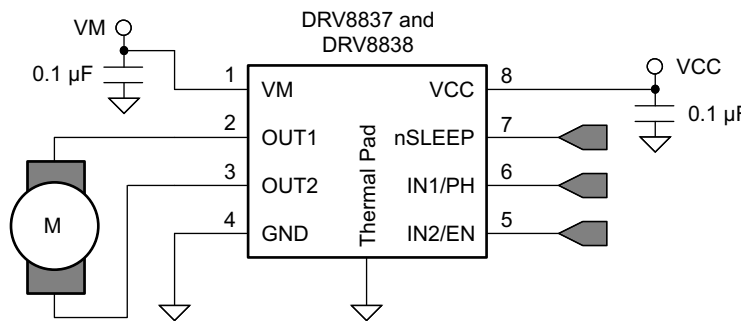 DRV8837 and
DRV8838
VM
0.1 µF
VCC
0.1 µF
1
VM
VCC
8
2
OUT1
nSLEEP
7
3
OUT2
IN1/PH
6
4
GND
IN2/EN
5
Thermal Pad
M